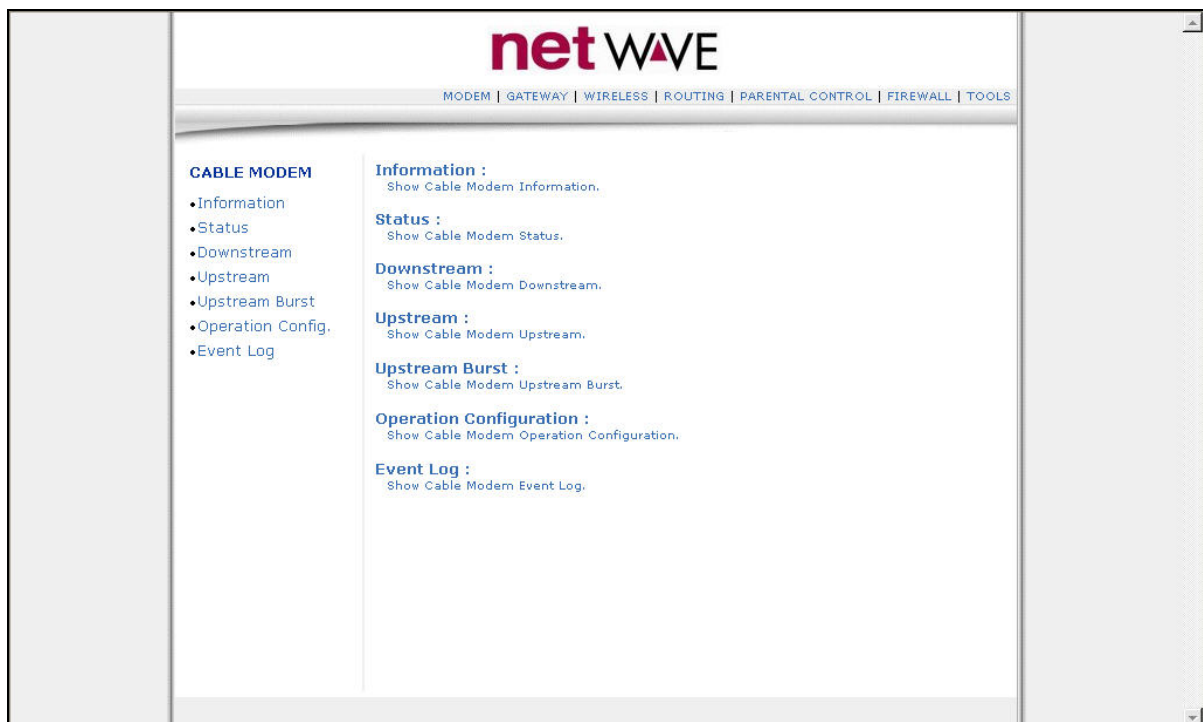 net WAVE
MODEM | GATEWAY | WIRELESS | ROUTING | PARENTAL CONTROL | FIREWALL | TOOLS
CABLE MODEM
•Information
•Status
•Downstream
•Upstream
•Upstream Burst
•Operation Config.
•Event Log
Information :
Show Cable Modem Information.
Status :
Show Cable Modem Status.
Downstream :
Show Cable Modem Downstream.
Upstream :
Show Cable Modem Upstream.
Upstream Burst :
Show Cable Modem Upstream Burst.
Operation Configuration :
Show Cable Modem Operation Configuration.
Event Log :
Show Cable Modem Event Log.